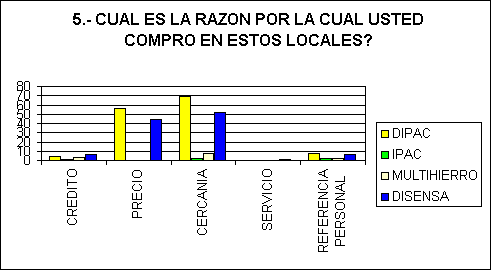 5.- CUAL ES LA RAZON POR LA CUAL USTED
COMPRO EN ESTOS LOCALES?
80
70
60
50
40
30
20
10
0
CREDITO
PRECIO
CERCANIA
SERVICIO
REFERENCIA
PERSONAL
DIPAC
IPAC
MULTIHIERRO
DISENSA